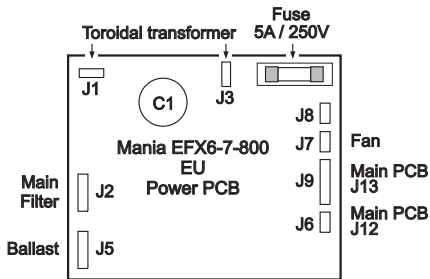 Toroidal transformer
Fuse
5A / 250V
J1
C1
J3
J8
Mania EFX6-7-800
EU
Power PCB
J7
Fan
J9
Main PCB
J13
Main
Filter
J2
J6
Main PCB
J12
Ballast
J5